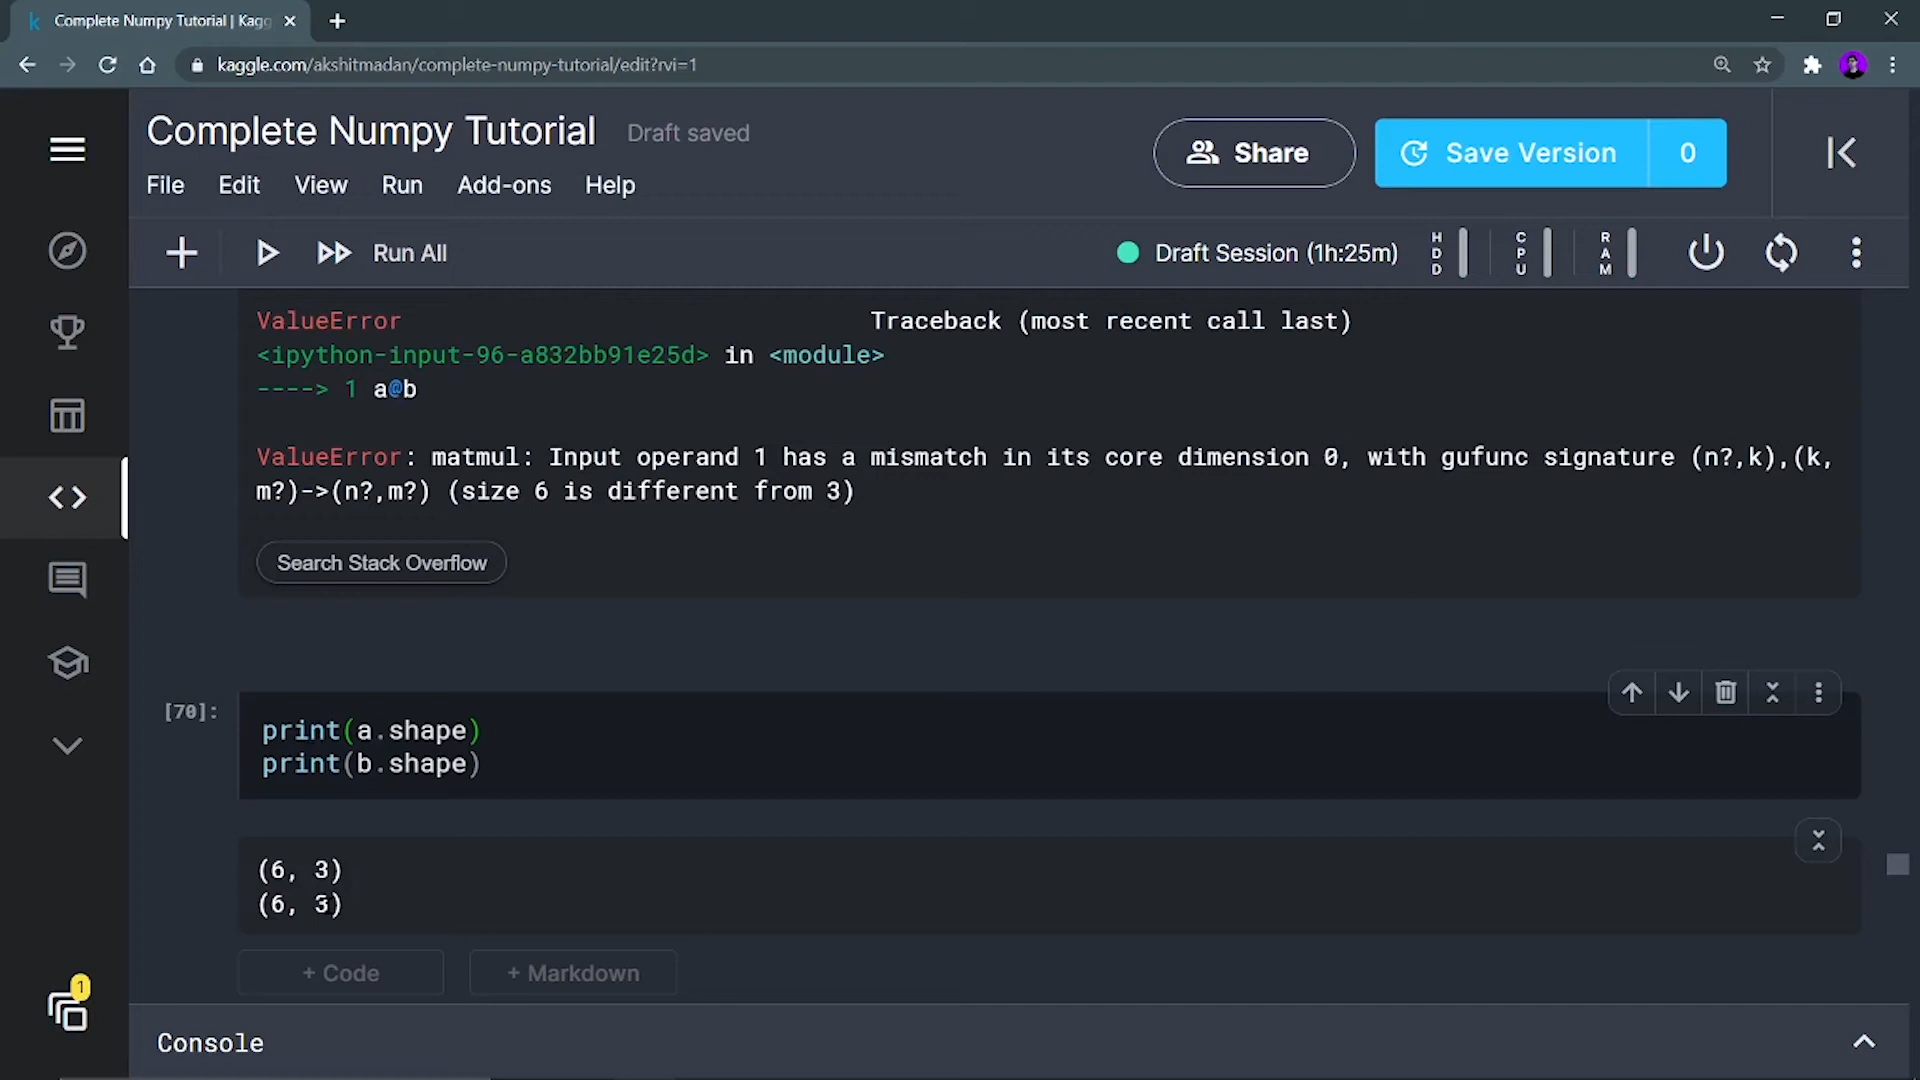 Complete Numpy Tutorial | Kagg
kaggle.com/akshitmadan/complete-numpy-tutorial/edit?rvi=1
Complete Numpy Tutorial Draft saved
Share
Save Version 0
File Edit View Run Add-ons Help
Run All
Draft Session (1h:25m) HDD CPU RAM
ValueError Traceback (most recent call last)
<ipython-input-96-a832bb91e25d> in <module>
----> 1 a@b
ValueError: matmul: Input operand 1 has a mismatch in its core dimension 0, with gufunc signature (n?,k),(k,
m?)->(n?,m?) (size 6 is different from 3)
Search Stack Overflow
[70]:
print(a.shape)
print(b.shape)
(6, 3)
(6, 3)
+ Code + Markdown
1
Console